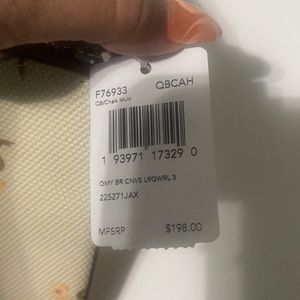 F76933 QBCAH
QB/Chalk Multi
1 93971 17329 0
GMY BR CNVS LRGWRL 3
225271JAX
MFSRP $198.00